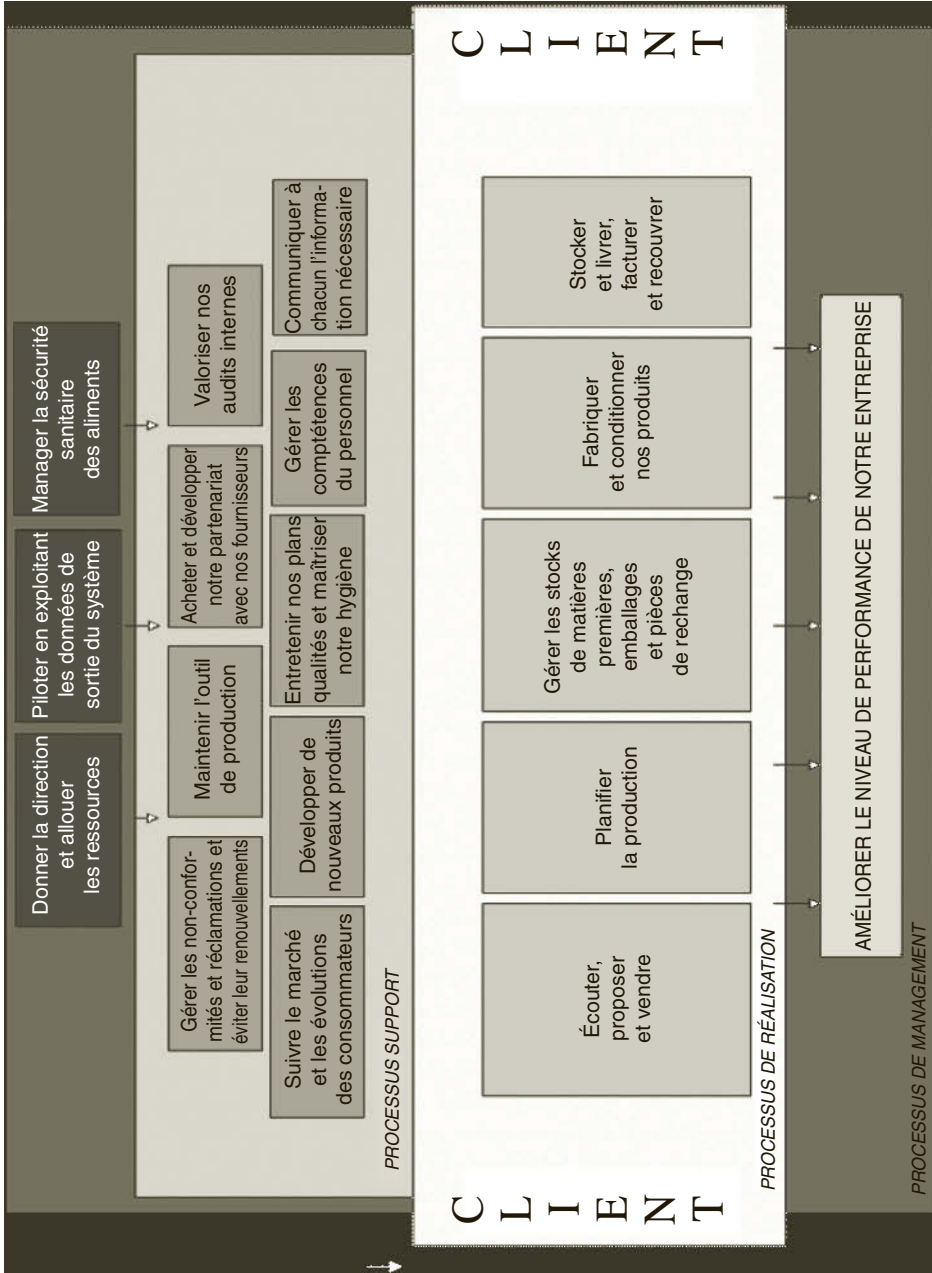 Donner la direction
et allouer
les ressources
Piloter en exploitant
les données de
sortie du système
Manager la sécurité
sanitaire
des aliments
Gérer les non-confor-
mités et réclamations et
éviter leur renouvellements
Maintenir l’outil
de production
Acheter et développer
notre partenariat
avec nos fournisseurs
Valoriser nos
audits internes
Suivre le marché
et les évolutions
des consommateurs
Développer de
nouveaux produits
Entretenir nos plans
qualités et maîtriser
notre hygiène
Gérer les
comptétences
du personnel
Communiquer à
chacun l’informa-
tion nécessaire
PROCESSUS SUPPORT
C
L
I
E
N
T
Écouter,
proposer
et vendre
Planifier
la production
Gérer les stocks
de matières
premières,
emballages
et pièces
de rechange
Fabriquer
et conditionner
nos produits
Stocker
et livrer,
facturer
et recouvrer
C
L
I
E
N
T
PROCESSUS DE RÉALISATION
AMÉLIORER LE NIVEAU DE PERFORMANCE DE NOTRE ENTREPRISE
PROCESSUS DE MANAGEMENT